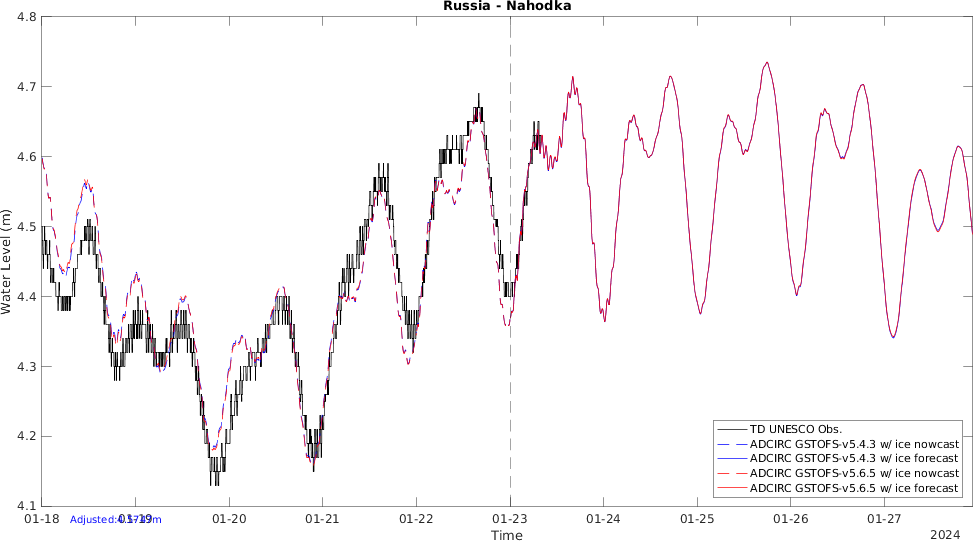 Russia - Nahodka
4.8
4.7
4.6
4.5
4.4
4.3
4.2
4.1
Water Level (m)
01-18
01-19
01-20
01-21
01-22
01-23
01-24
01-25
01-26
01-27
Time
2024
TD UNESCO Obs.
ADCIRC GSTOFS-v5.4.3 w/ ice nowcast
ADCIRC GSTOFS-v5.4.3 w/ ice forecast
ADCIRC GSTOFS-v5.6.5 w/ ice nowcast
ADCIRC GSTOFS-v5.6.5 w/ ice forecast